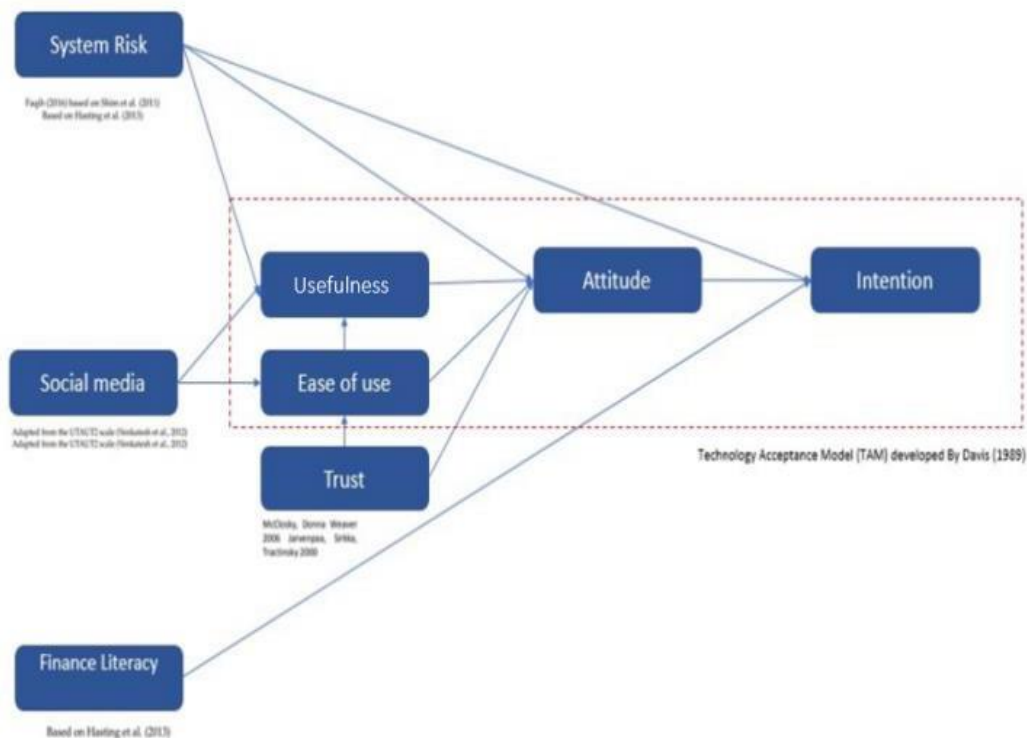 System Risk
Faqih (2016) based on Shim et al. (2011)
Based on Hasting et al. (2013)
Usefulness
Attitude
Intention
Social media
Ease of use
Adapted from the UTAUT2 scale (Venkatesh et al., 2012)
Adapted from the UTAUT2 scale (Venkatesh et al., 2012)
Technology Acceptance Model (TAM) developed By Davis (1989)
Trust
McClosky, Donna Weaver
2006 Jarvenpaa, Sirkka,
Tractinsky 2000
Finance Literacy
Based on Hasting et al. (2013)